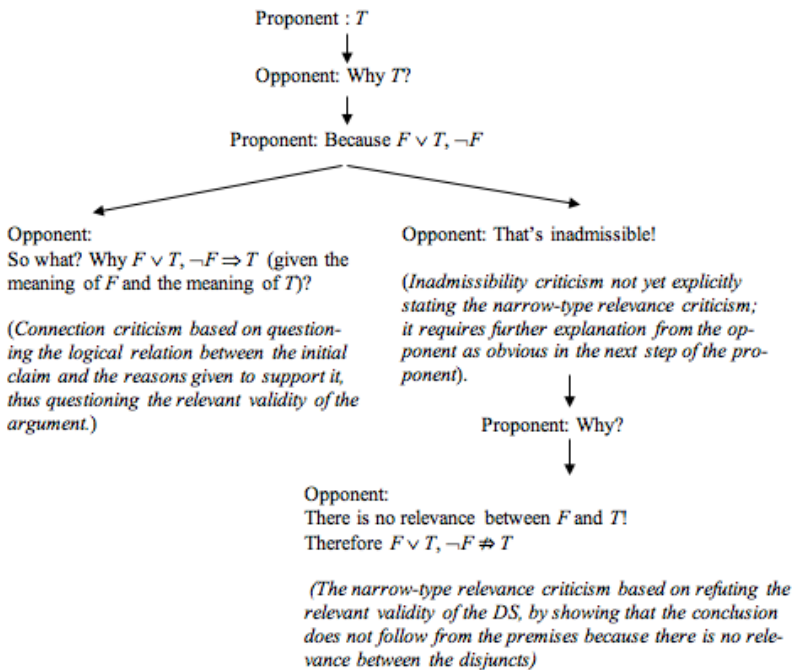 Proponent : T
Opponent: Why T?
Proponent: Because F ∨ T, ¬F
Opponent:
So what? Why F ∨ T, ¬F ⇒ T (given the
meaning of F and the meaning of T)?
(Connection criticism based on question-
ing the logical relation between the initial
claim and the reasons given to support it,
thus questioning the relevant validity of the
argument.)
Opponent: That's inadmissible!
(Inadmissibility criticism not yet explicitly
stating the narrow-type relevance criticism;
it requires further explanation from the op-
ponent as obvious in the next step of the pro-
ponent).
Proponent: Why?
Opponent:
There is no relevance between F and T!
Therefore F ∨ T, ¬F ⇏ T
(The narrow-type relevance criticism based on refuting the
relevant validity of the DS, by showing that the conclusion
does not follow from the premises because there is no rele-
vance between the disjuncts)